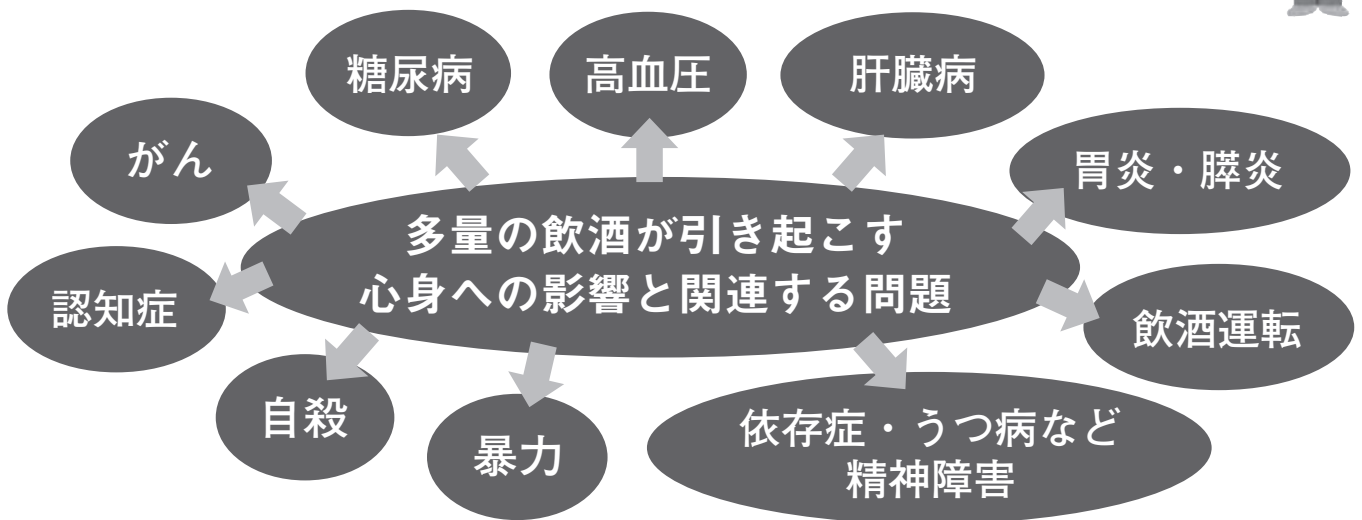 糖尿病
高血圧
肝臓病
がん
胃炎・膵炎
多量の飲酒が引き起こす
心身への影響と関連する問題
認知症
飲酒運転
自殺
暴力
依存症・うつ病など
精神障害